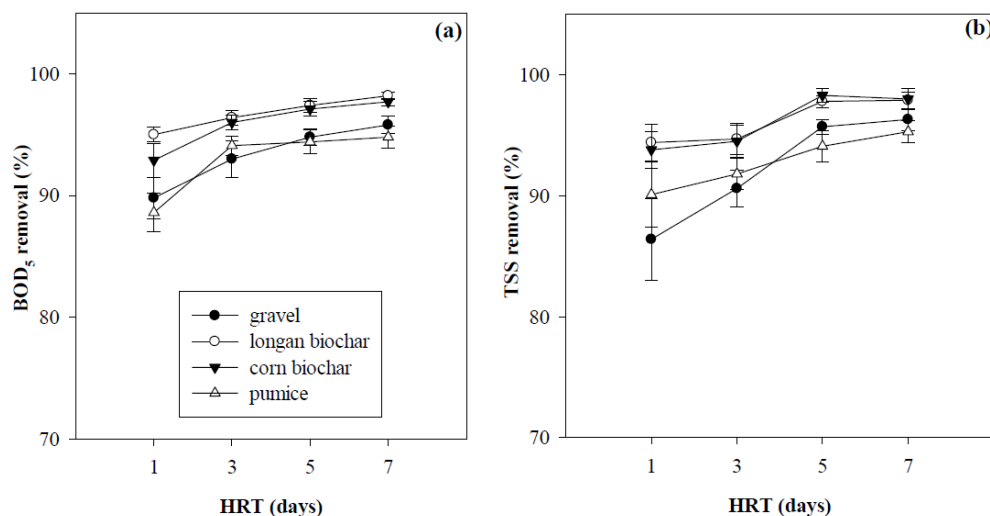 (a)
100
90
80
70
BOD5 removal (%)
gravel
longan biochar
corn biochar
pumice
1 3 5 7
HRT (days)
(b)
100
90
80
70
TSS removal (%)
1 3 5 7
HRT (days)